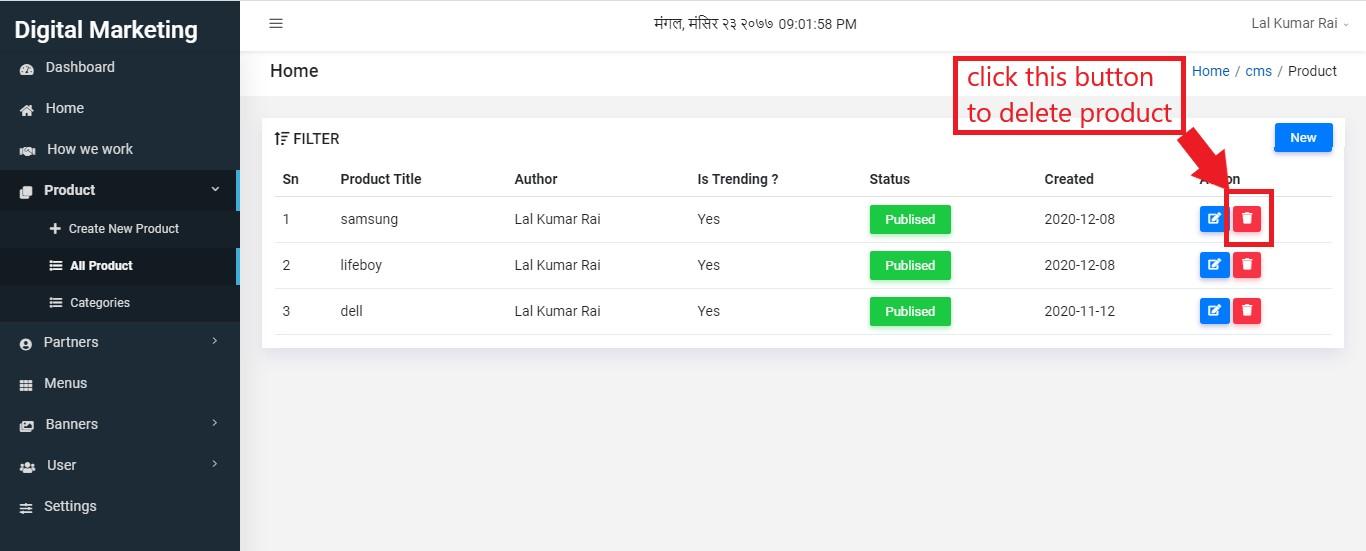 Digital Marketing
Dashboard
Home
How we work
Product
Create New Product
All Product
Categories
Partners
Menus
Banners
User
Settings
मंगल, मंसिर २३ २०७७ 09:01:58 PM
Lal Kumar Rai
Home
Home / cms / Product
click this button
to delete product
FILTER
New
Sn Product Title Author Is Trending ? Status Created
1 samsung Lal Kumar Rai Yes Publised 2020-12-08
2 lifeboy Lal Kumar Rai Yes Publised 2020-12-08
3 dell Lal Kumar Rai Yes Publised 2020-11-12